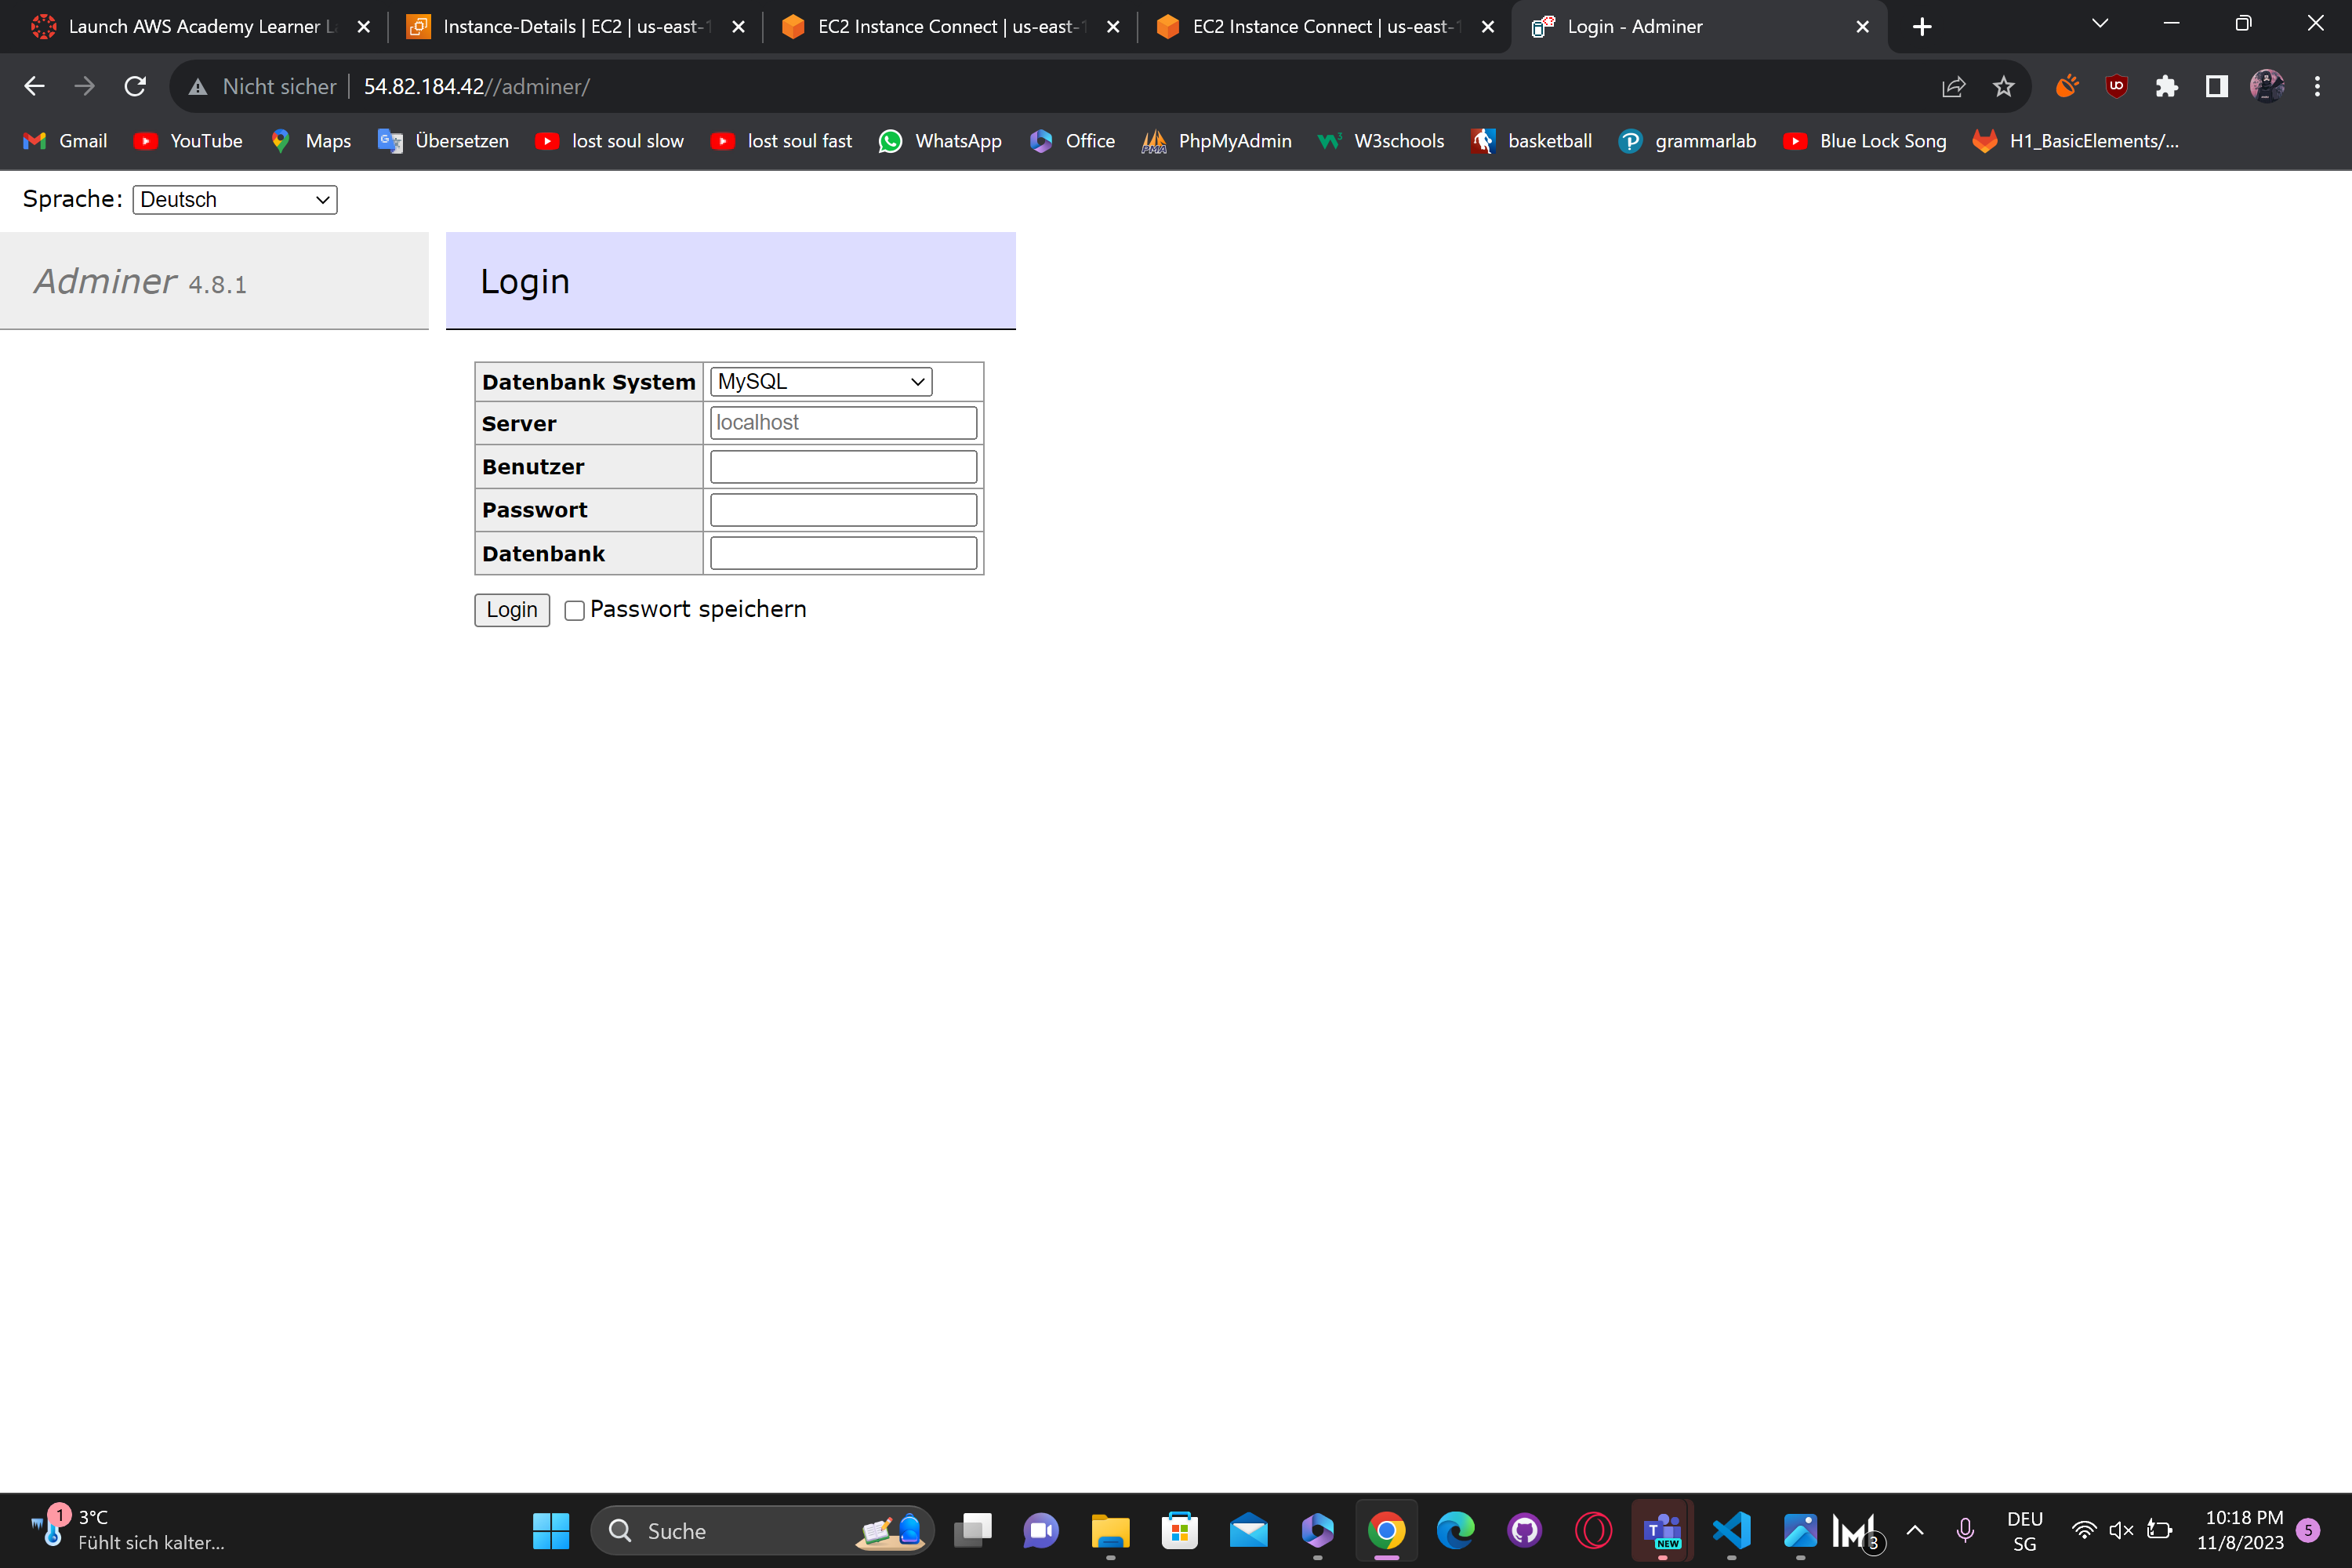 Launch AWS Academy Learner L
Instance-Details | EC2 | us-east-1
EC2 Instance Connect | us-east-1
EC2 Instance Connect | us-east-1
Login - Adminer
Nicht sicher
54.82.184.42//adminer/
Gmail
YouTube
Maps
Übersetzen
lost soul slow
lost soul fast
WhatsApp
Office
PhpMyAdmin
W3schools
basketball
grammarlab
Blue Lock Song
H1_BasicElements/...
Sprache: Deutsch
Adminer 4.8.1
Login
Datenbank System MySQL
Server localhost
Benutzer
Passwort
Datenbank
Login Passwort speichern
1
3°C
Fühlt sich kalter...
Suche
NEW
3
DEU
SG
10:18 PM
11/8/2023
5